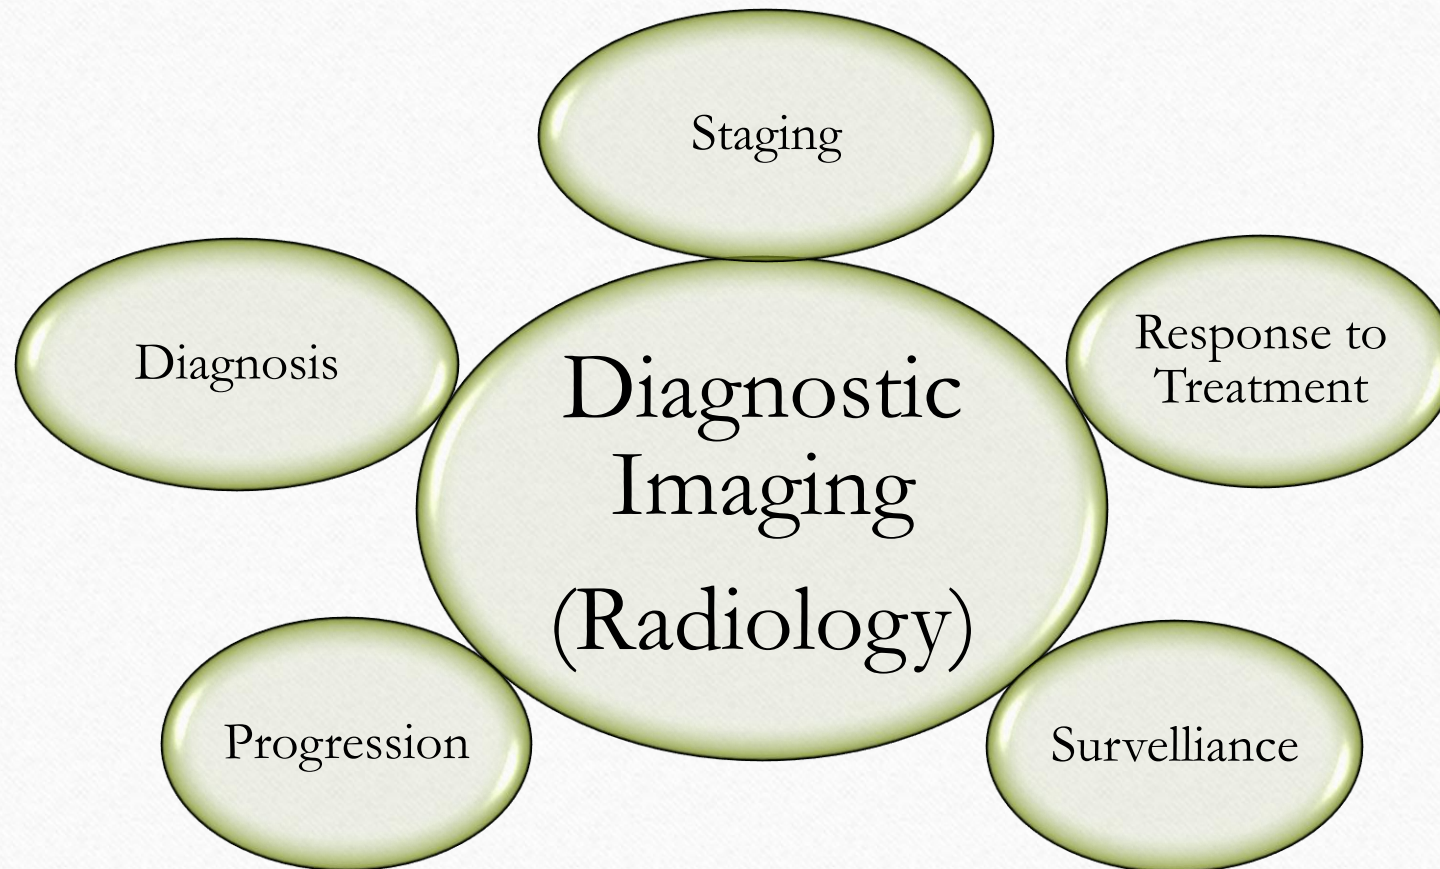 Staging
Diagnosis
Response to
Treatment
Diagnostic
Imaging
(Radiology)
Progression
Survelliance